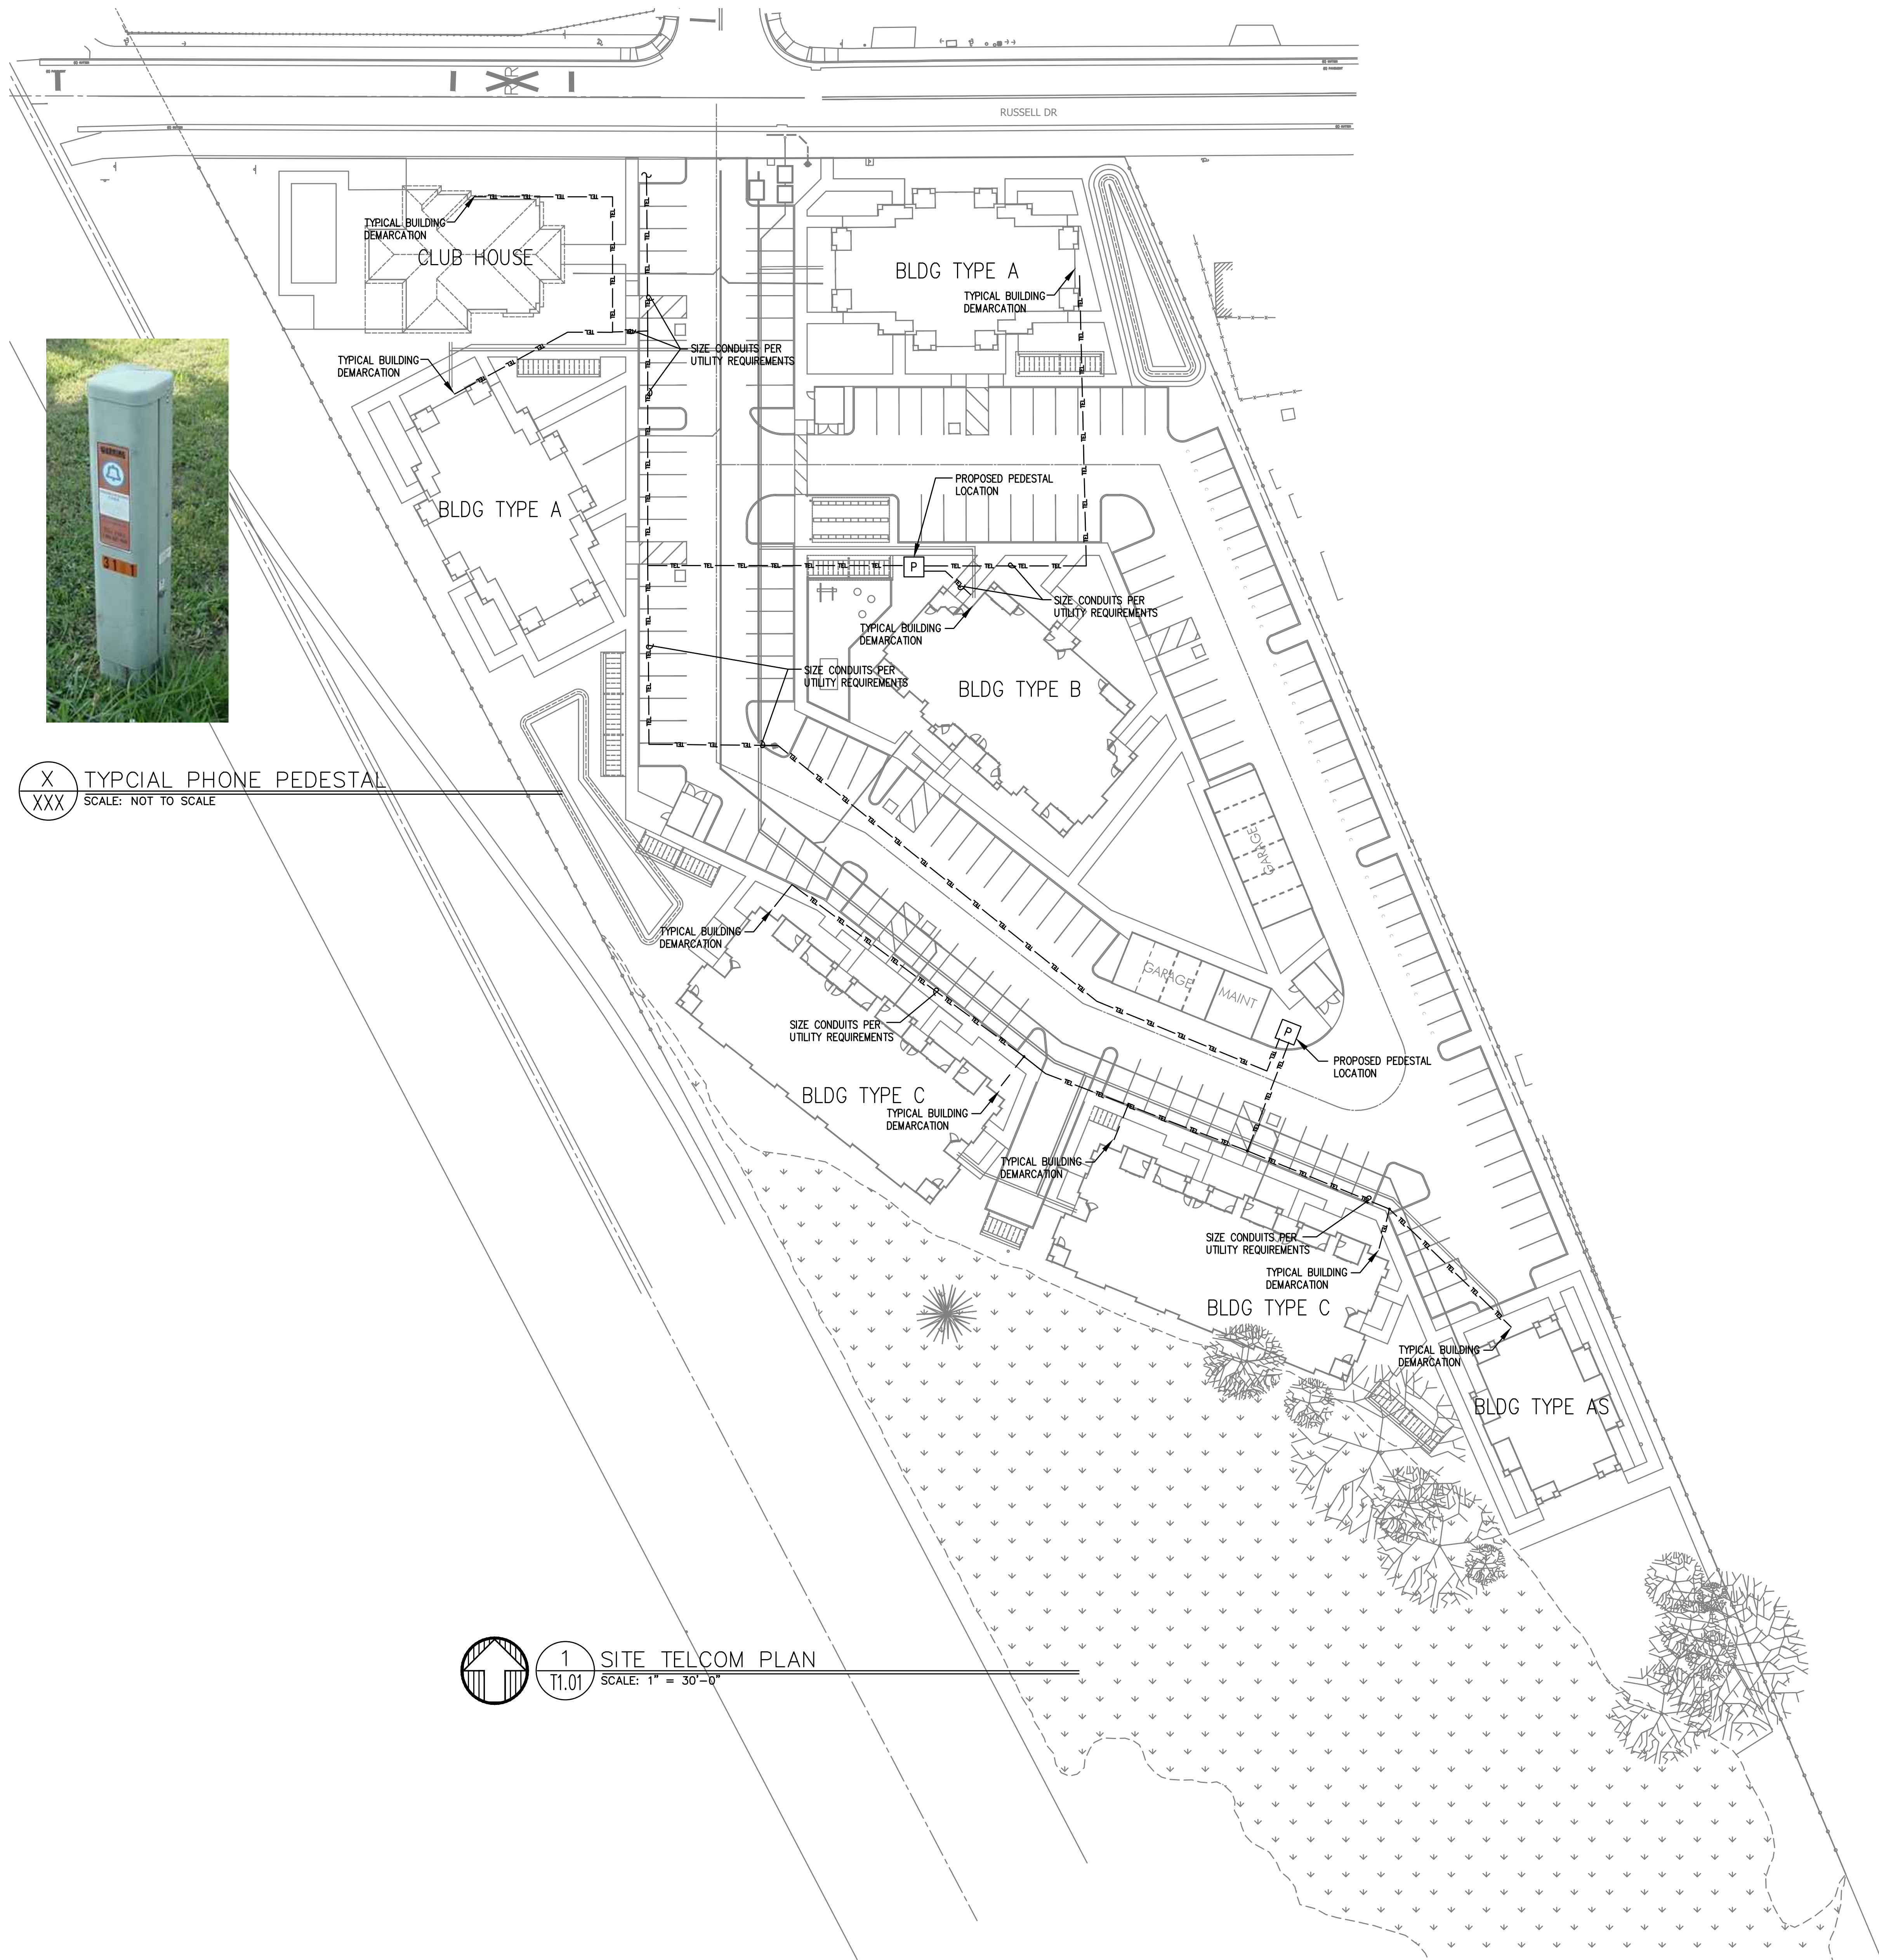 RUSSELL DR
TYPICAL BUILDING
DEMARCATION
CLUB HOUSE
BLDG TYPE A
TYPICAL BUILDING
DEMARCATION
SIZE CONDUITS PER
UTILITY REQUIREMENTS
TYPICAL BUILDING
DEMARCATION
WARNING
BLDG TYPE A
PROPOSED PEDESTAL
LOCATION
P
SIZE CONDUITS PER
UTILITY REQUIREMENTS
TYPICAL BUILDING
DEMARCATION
SIZE CONDUITS PER
UTILITY REQUIREMENTS
BLDG TYPE B
X
XXX
TYPCIAL PHONE PEDESTAL
SCALE: NOT TO SCALE
GARAGE
TYPICAL BUILDING
DEMARCATION
GARAGE
MAINT
SIZE CONDUITS PER
UTILITY REQUIREMENTS
P
PROPOSED PEDESTAL
LOCATION
BLDG TYPE C
TYPICAL BUILDING
DEMARCATION
TYPICAL BUILDING
DEMARCATION
SIZE CONDUITS PER
UTILITY REQUIREMENTS
TYPICAL BUILDING
DEMARCATION
BLDG TYPE C
TYPICAL BUILDING
DEMARCATION
BLDG TYPE AS
1
T1.01
SITE TELCOM PLAN
SCALE: 1" = 30'-0"